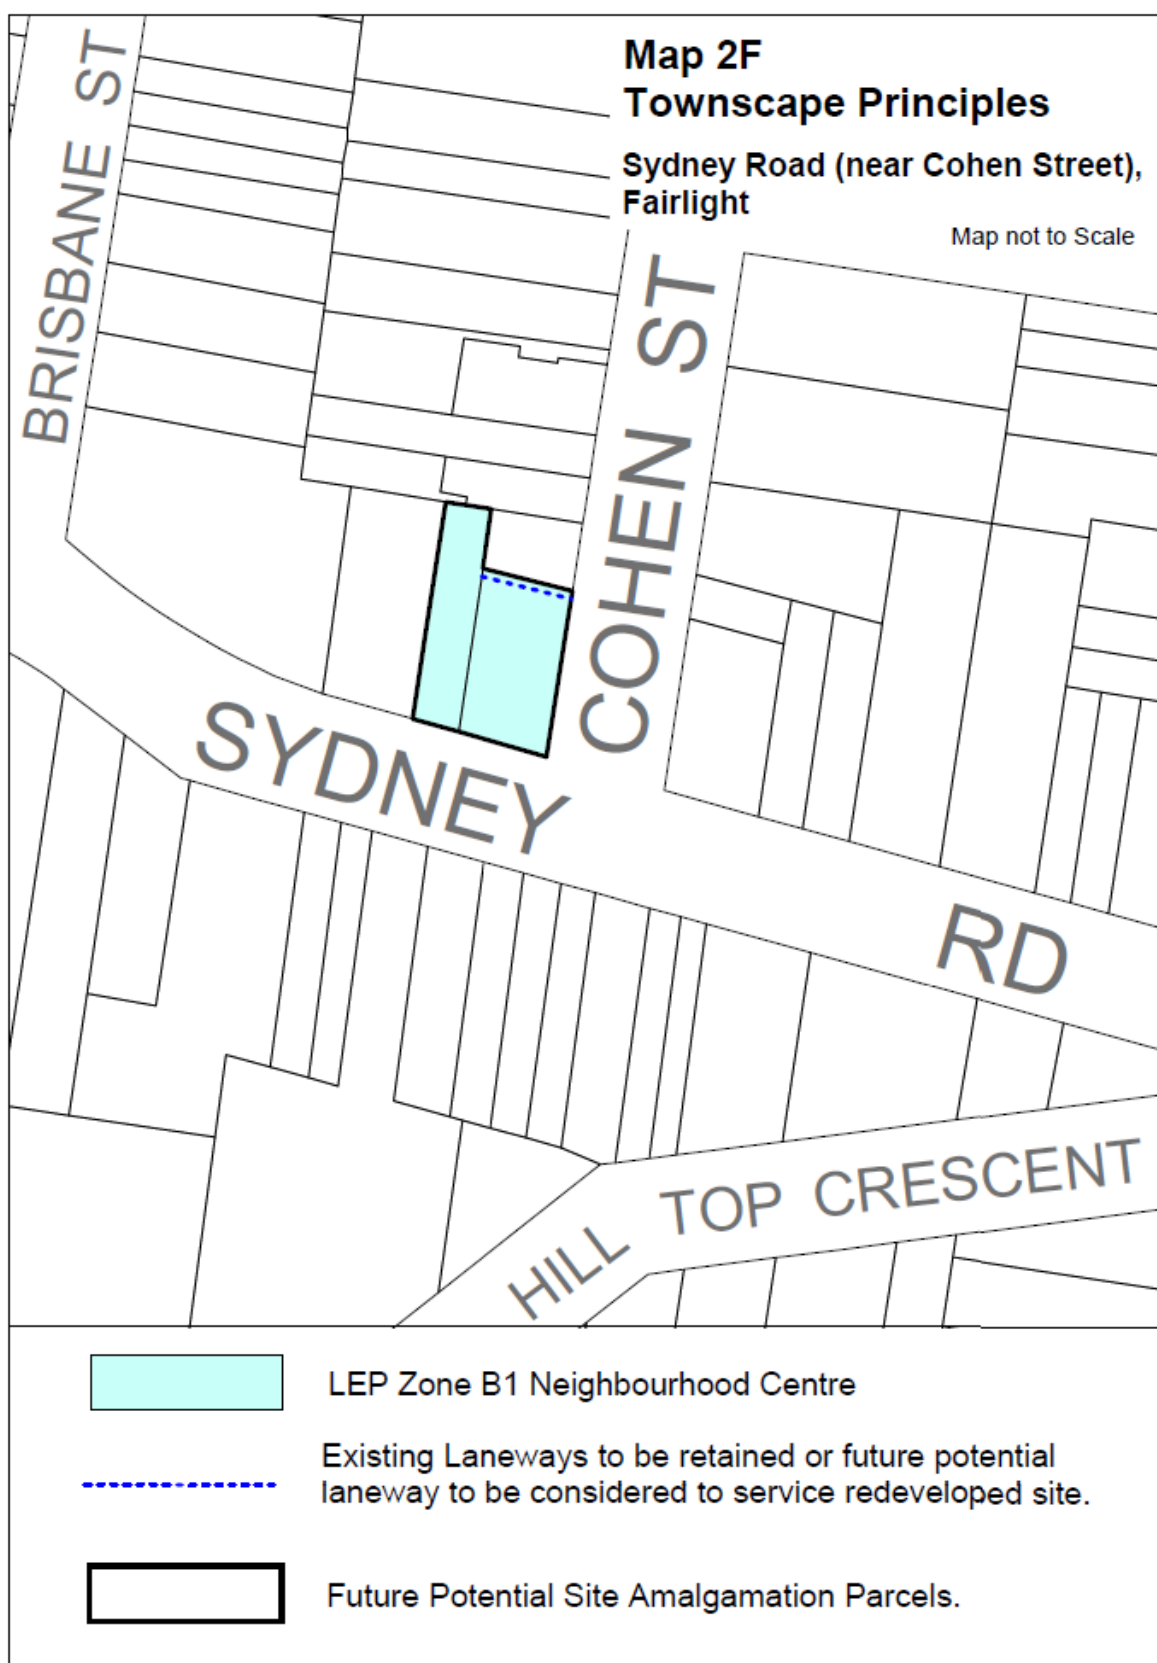 Map 2F
Townscape Principles
Sydney Road (near Cohen Street),
Fairlight
Map not to Scale
BRISBANE ST
COHEN ST
SYDNEY RD
HILL TOP CRESCENT
LEP Zone B1 Neighbourhood Centre
Existing Laneways to be retained or future potential
laneway to be considered to service redeveloped site.
Future Potential Site Amalgamation Parcels.